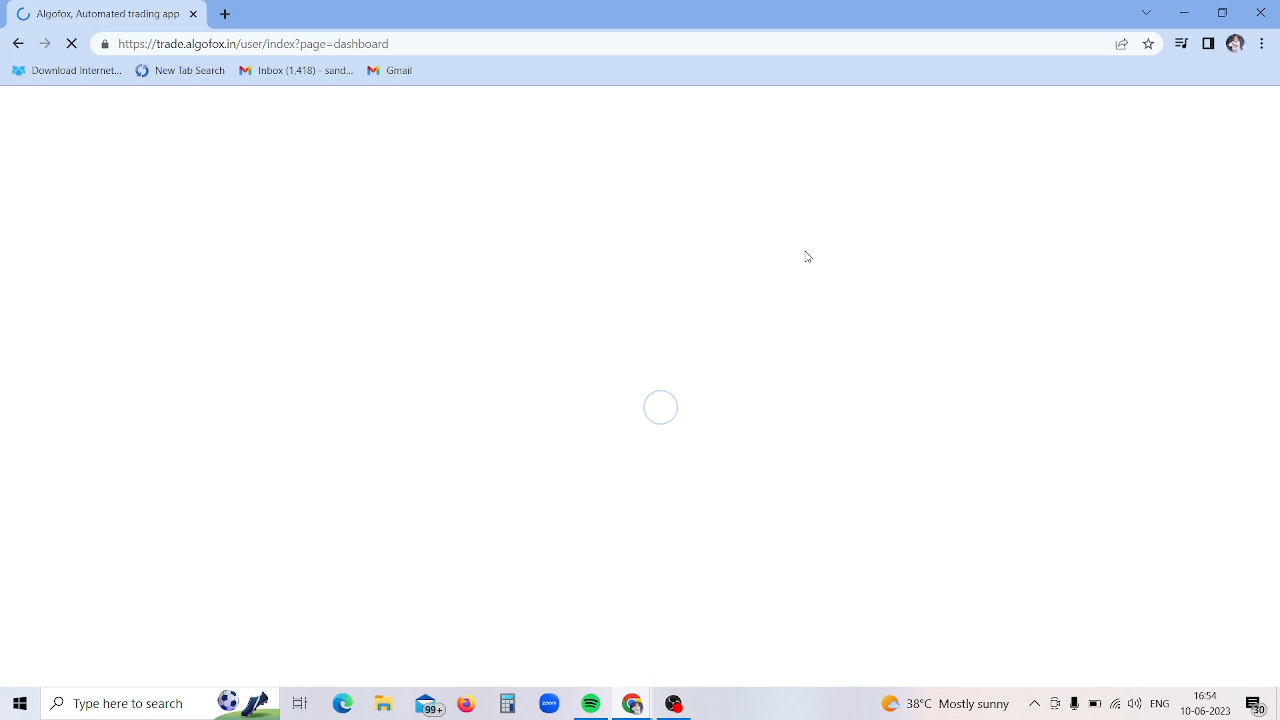 Algofox, Automated trading app
https://trade.algofox.in/user/index?page=dashboard
Download Internet... New Tab Search Inbox (1,418) - sand... Gmail
Type here to search 99+ zoom 38°C Mostly sunny ENG 16:54
10-06-2023 30